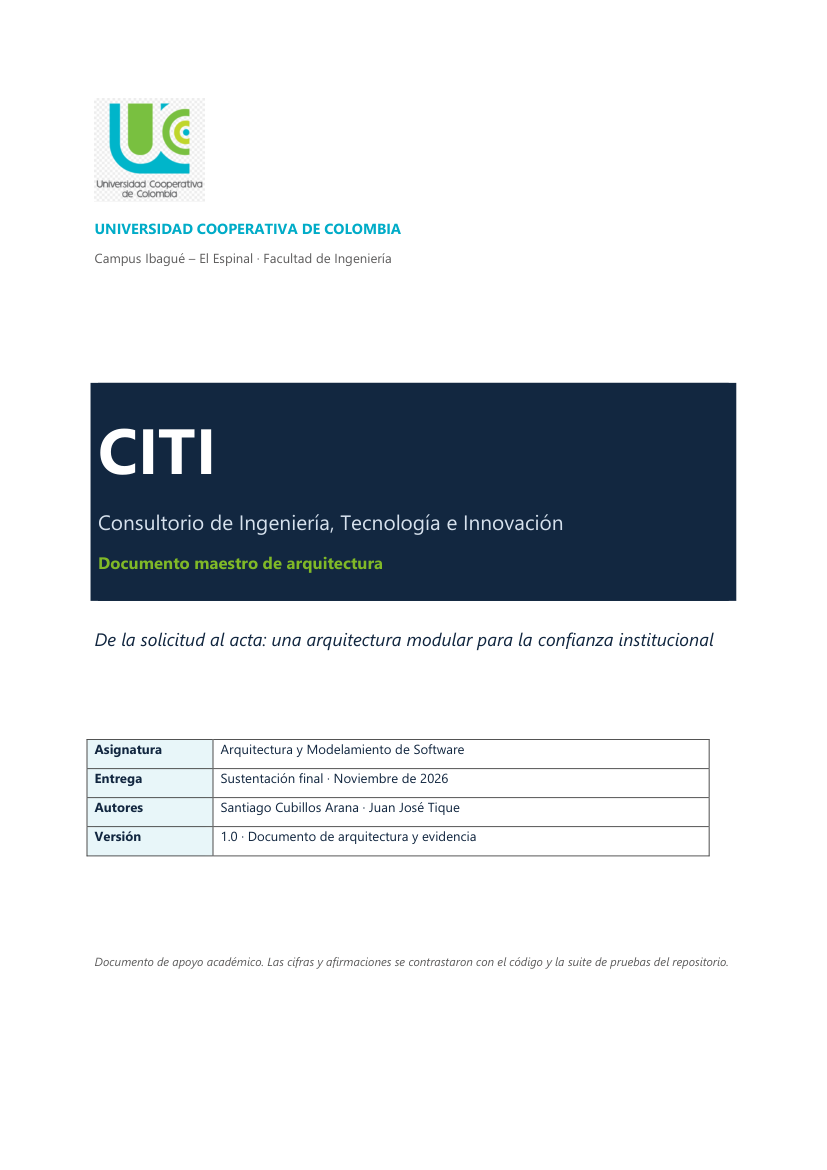 Universidad Cooperativa
de Colombia
UNIVERSIDAD COOPERATIVA DE COLOMBIA
Campus Ibagué – El Espinal · Facultad de Ingeniería
CITI
Consultorio de Ingeniería, Tecnología e Innovación
Documento maestro de arquitectura
De la solicitud al acta: una arquitectura modular para la confianza institucional
Asignatura Arquitectura y Modelamiento de Software
Entrega Sustentación final · Noviembre de 2026
Autores Santiago Cubillos Arana · Juan José Tique
Versión 1.0 · Documento de arquitectura y evidencia
Documento de apoyo académico. Las cifras y afirmaciones se contrastaron con el código y la suite de pruebas del repositorio.